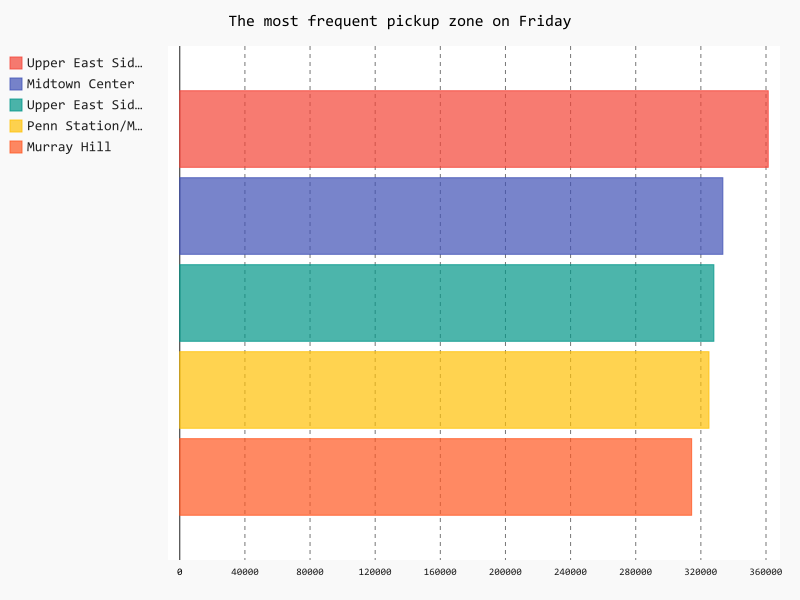 The most frequent pickup zone on Friday
Upper East Sid…
Midtown Center
Upper East Sid…
Penn Station/M…
Murray Hill
0 40000 80000 120000 160000 200000 240000 280000 320000 360000